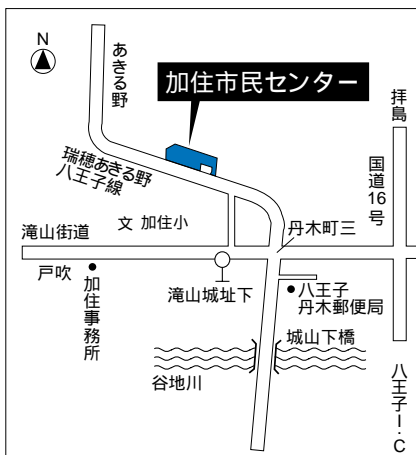 N
あきる野
加住市民センター
拝島
国道16号
瑞穂あきる野
八王子線
文 加住小
丹木町三
滝山街道
戸吹
加住事務所
滝山城址下
八王子
丹木郵便局
城山下橋
谷地川
八王子I・C